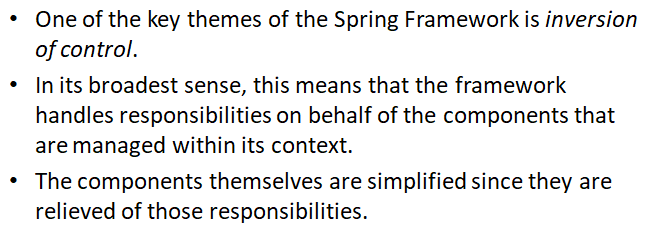 • One of the key themes of the Spring Framework is inversion
of control.
• In its broadest sense, this means that the framework
handles responsibilities on behalf of the components that
are managed within its context.
• The components themselves are simplified since they are
relieved of those responsibilities.